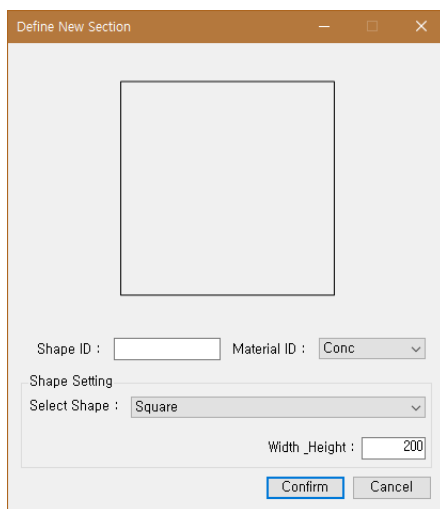 Define New Section
Shape ID : Material ID : Conc
Shape Setting
Select Shape : Square
Width _Height : 200
Confirm Cancel